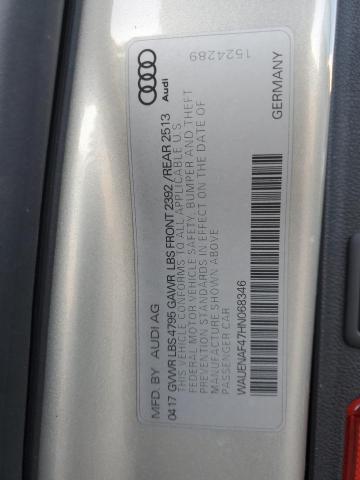 MFD. BY AUDI AG
0417 GVWR LBS 4795 GAWR LBS FRONT 2392 /REAR 2513
THIS VEHICLE CONFORMS TO ALL APPLICABLE U.S.
FEDERAL MOTOR VEHICLE SAFETY, BUMPER AND THEFT
PREVENTION STANDARDS IN EFFECT ON THE DATE OF
MANUFACTURE SHOWN ABOVE
PASSENGER CAR
WAUENAF47HN068346
Audi
1524289
GERMANY